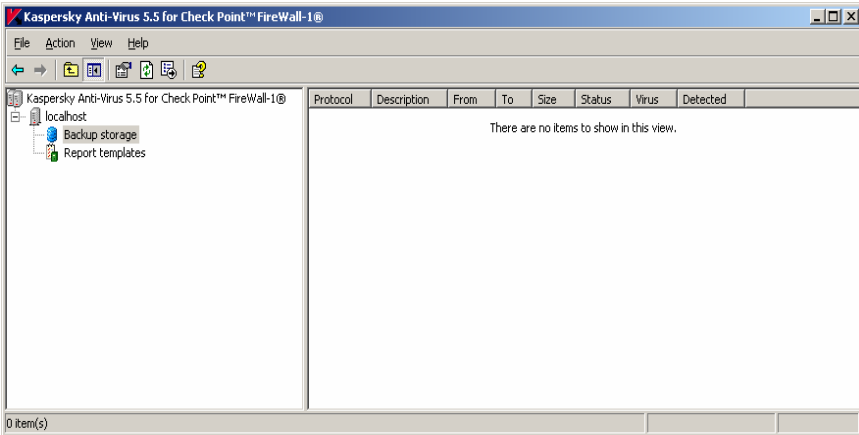 Kaspersky Anti-Virus 5.5 for Check Point™ FireWall-1®
File Action View Help
Kaspersky Anti-Virus 5.5 for Check Point™ FireWall-1®
localhost
Backup storage
Report templates
Protocol Description From To Size Status Virus Detected
There are no items to show in this view.
0 item(s)